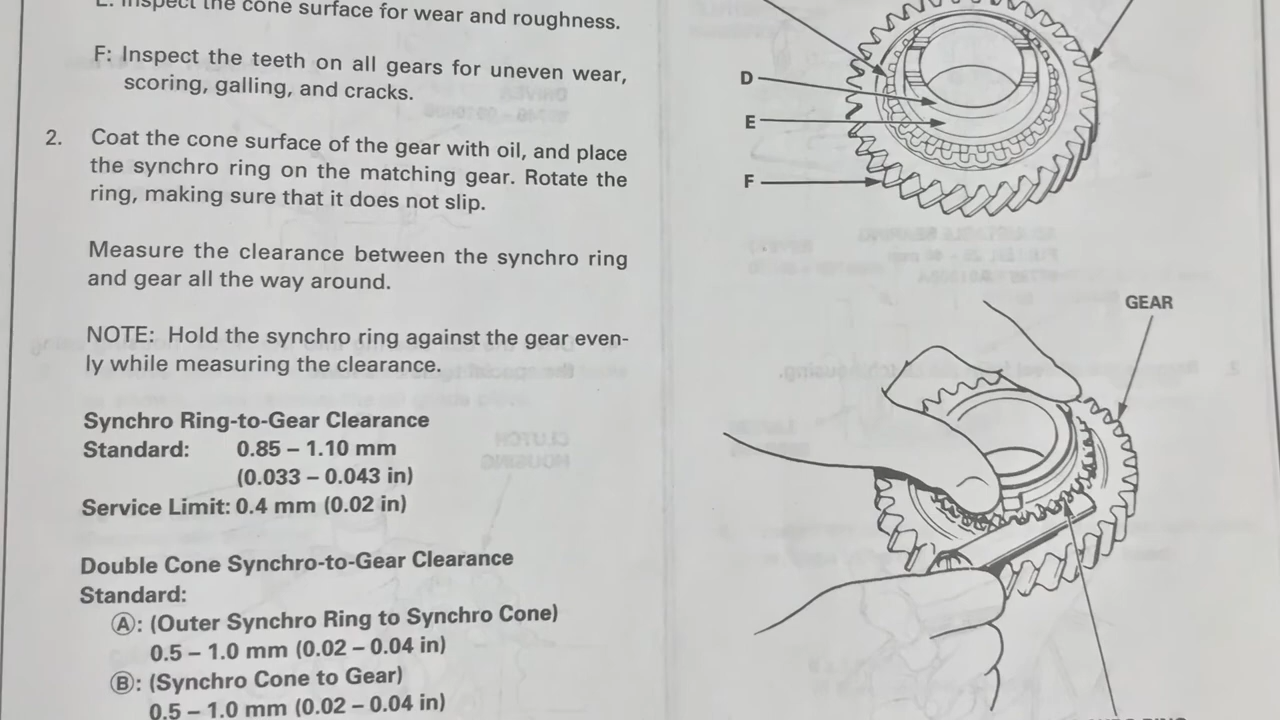 E: Inspect the cone surface for wear and roughness.
F: Inspect the teeth on all gears for uneven wear,
scoring, galling, and cracks.
2. Coat the cone surface of the gear with oil, and place
the synchro ring on the matching gear. Rotate the
ring, making sure that it does not slip.
Measure the clearance between the synchro ring
and gear all the way around.
NOTE: Hold the synchro ring against the gear even-
ly while measuring the clearance.
Synchro Ring-to-Gear Clearance
Standard: 0.85 – 1.10 mm
(0.033 – 0.043 in)
Service Limit: 0.4 mm (0.02 in)
Double Cone Synchro-to-Gear Clearance
Standard:
Ⓐ: (Outer Synchro Ring to Synchro Cone)
0.5 – 1.0 mm (0.02 – 0.04 in)
Ⓑ: (Synchro Cone to Gear)
0.5 – 1.0 mm (0.02 – 0.04 in)
D
E
F
GEAR